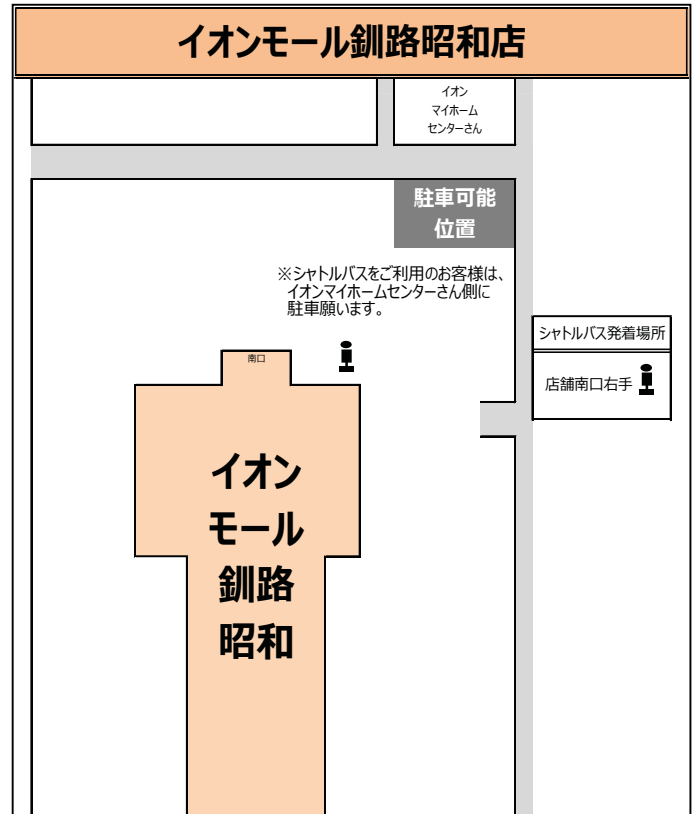 イオンモール釧路昭和店
イオン
マイホーム
センターさん
駐車可能
位置
※シャトルバスをご利用のお客様は、
イオンマイホームセンターさん側に
駐車願います。
シャトルバス発着場所
店舗南口右手
南口
イオン
モール
釧路
昭和